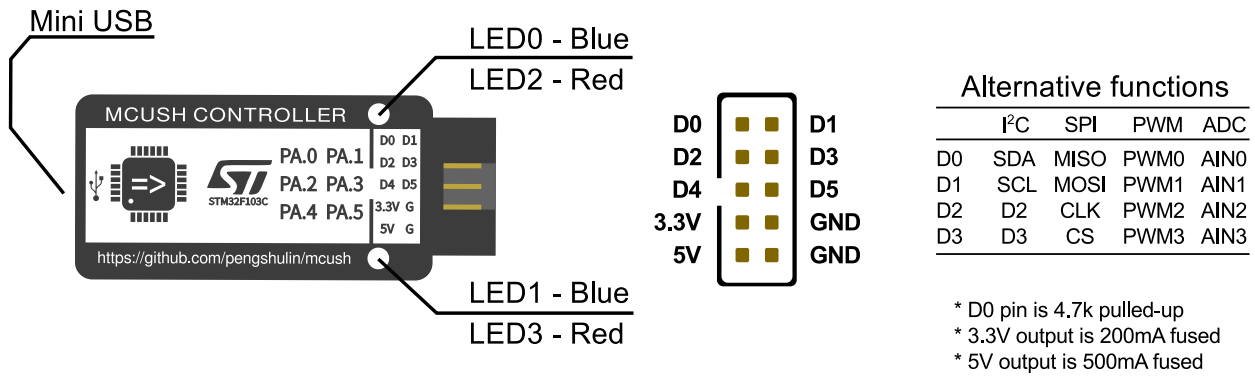 Mini USB
LED0 - Blue
LED2 - Red
MCUSH CONTROLLER
D0 D1
PA.0 PA.1
D2 D3
=>
PA.2 PA.3
D4 D5
STM32F103C
PA.4 PA.5
3.3V G
5V G
https://github.com/pengshulin/mcush
LED1 - Blue
LED3 - Red
D0 D1
D2 D3
D4 D5
3.3V GND
5V GND
Alternative functions
I²C SPI PWM ADC
D0 SDA MISO PWM0 AIN0
D1 SCL MOSI PWM1 AIN1
D2 D2 CLK PWM2 AIN2
D3 D3 CS PWM3 AIN3
* D0 pin is 4.7k pulled-up
* 3.3V output is 200mA fused
* 5V output is 500mA fused